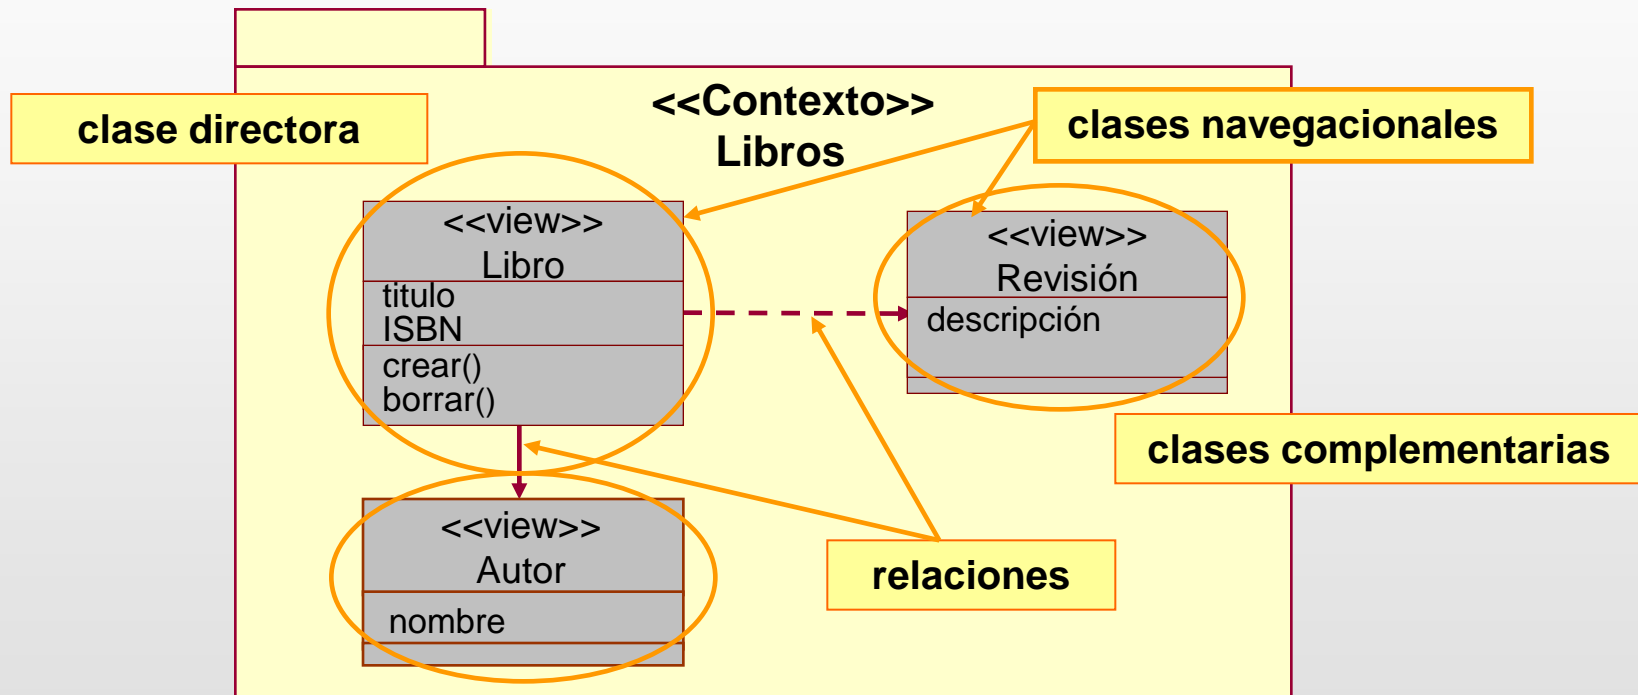 <<Contexto>>
Libros
clase directora
clases navegacionales
<<view>>
Libro
titulo
ISBN
crear()
borrar()
<<view>>
Revisión
descripción
clases complementarias
<<view>>
Autor
nombre
relaciones